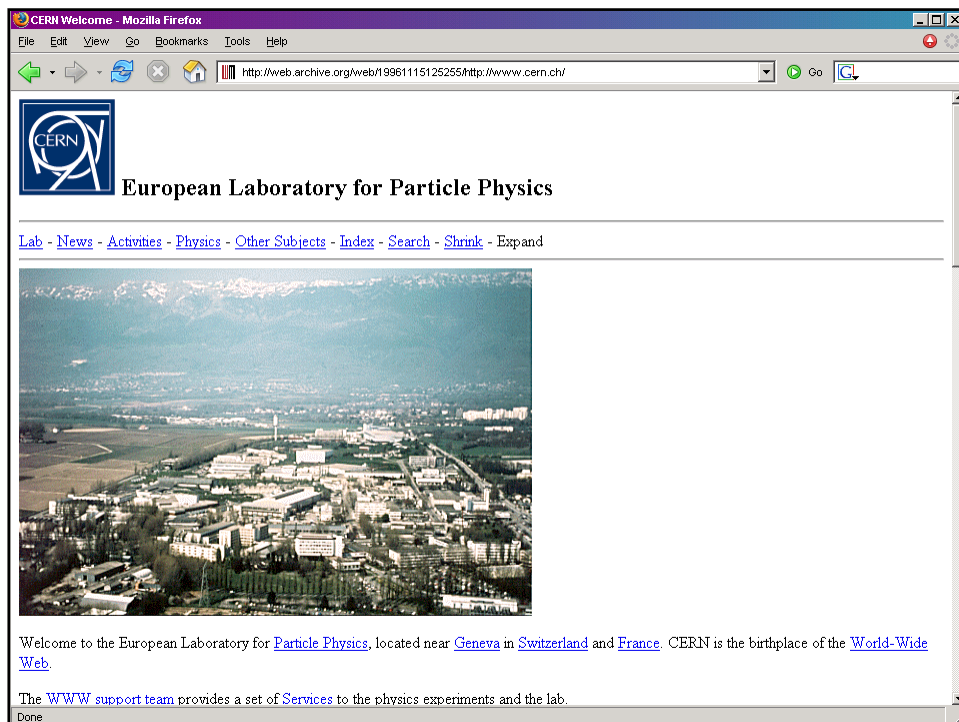 CERN Welcome - Mozilla Firefox
File Edit View Go Bookmarks Tools Help
http://web.archive.org/web/19961115125255/http://www.cern.ch/ Go G
CERN
European Laboratory for Particle Physics
Lab - News - Activities - Physics - Other Subjects - Index - Search - Shrink - Expand
Welcome to the European Laboratory for Particle Physics, located near Geneva in Switzerland and France. CERN is the birthplace of the World-Wide
Web.
The WWW support team provides a set of Services to the physics experiments and the lab.
Done